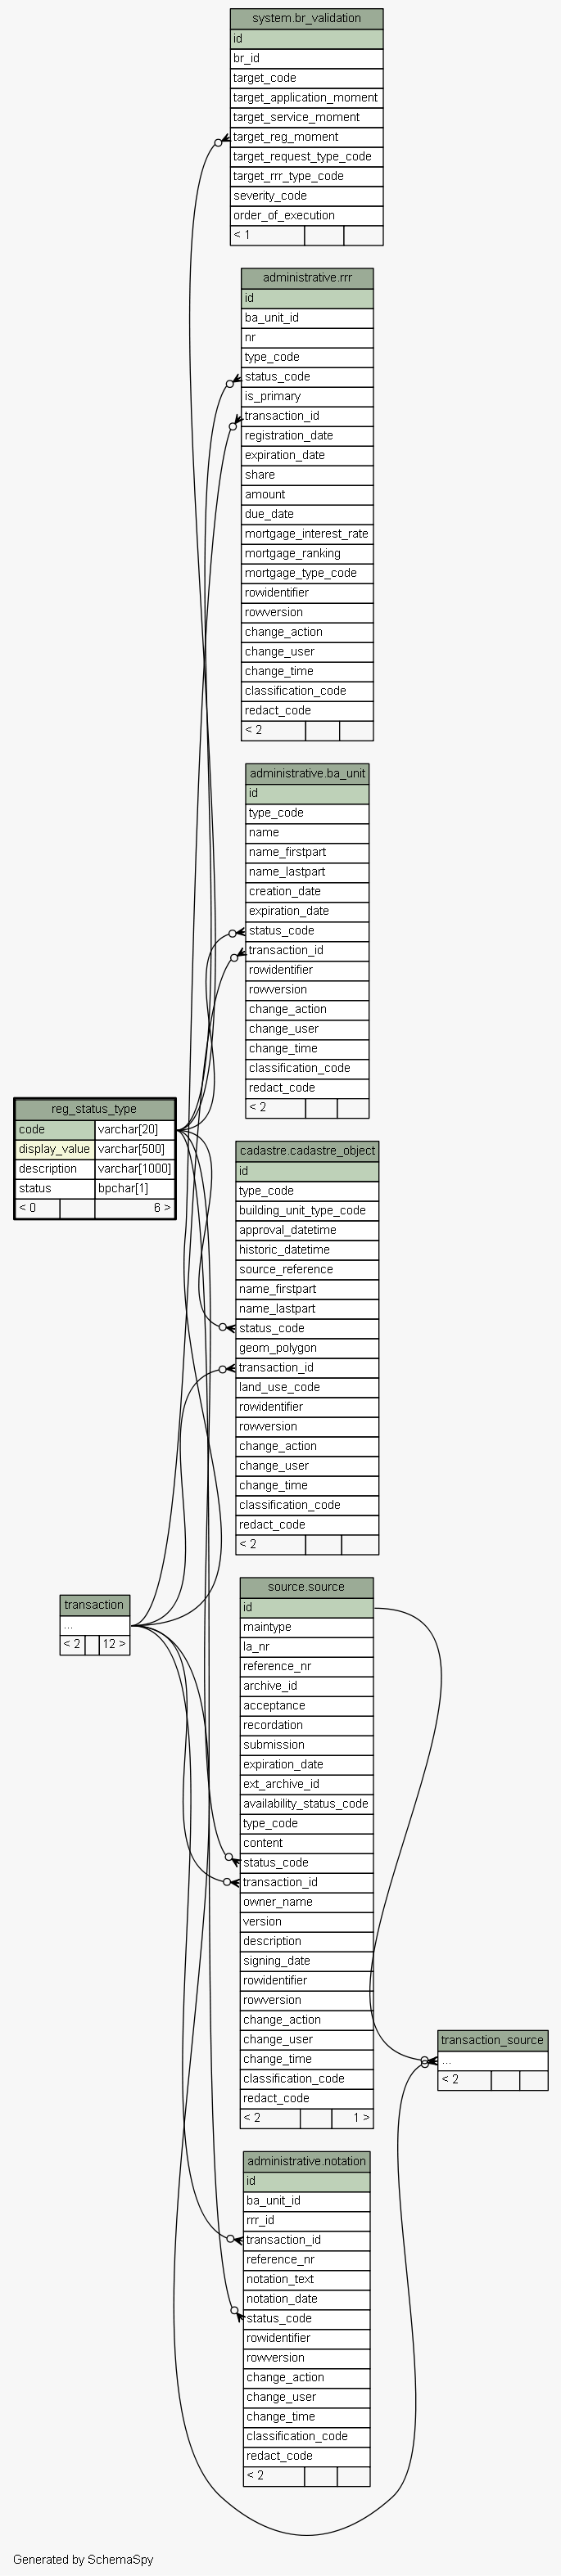 system.br_validation
id
br_id
target_code
target_application_moment
target_service_moment
target_reg_moment
target_request_type_code
target_rrr_type_code
severity_code
order_of_execution
< 1
administrative.rrr
id
ba_unit_id
nr
type_code
status_code
is_primary
transaction_id
registration_date
expiration_date
share
amount
due_date
mortgage_interest_rate
mortgage_ranking
mortgage_type_code
rowidentifier
rowversion
change_action
change_user
change_time
classification_code
redact_code
< 2
administrative.ba_unit
id
type_code
name
name_firstpart
name_lastpart
creation_date
expiration_date
status_code
transaction_id
rowidentifier
rowversion
change_action
change_user
change_time
classification_code
redact_code
< 2
reg_status_type
code varchar[20]
display_value varchar[500]
description varchar[1000]
status bpchar[1]
< 0 6 >
cadastre.cadastre_object
id
type_code
building_unit_type_code
approval_datetime
historic_datetime
source_reference
name_firstpart
name_lastpart
status_code
geom_polygon
transaction_id
land_use_code
rowidentifier
rowversion
change_action
change_user
change_time
classification_code
redact_code
< 2
transaction
...
< 2 12 >
source.source
id
maintype
la_nr
reference_nr
archive_id
acceptance
recordation
submission
expiration_date
ext_archive_id
availability_status_code
type_code
content
status_code
transaction_id
owner_name
version
description
signing_date
rowidentifier
rowversion
change_action
change_user
change_time
classification_code
redact_code
< 2 1 >
transaction_source
...
< 2
administrative.notation
id
ba_unit_id
rrr_id
transaction_id
reference_nr
notation_text
notation_date
status_code
rowidentifier
rowversion
change_action
change_user
change_time
classification_code
redact_code
< 2
Generated by SchemaSpy